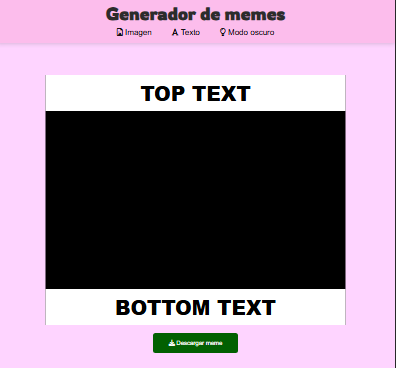 Generador de memes
Imagen Texto Modo oscuro
TOP TEXT
BOTTOM TEXT
Descargar meme